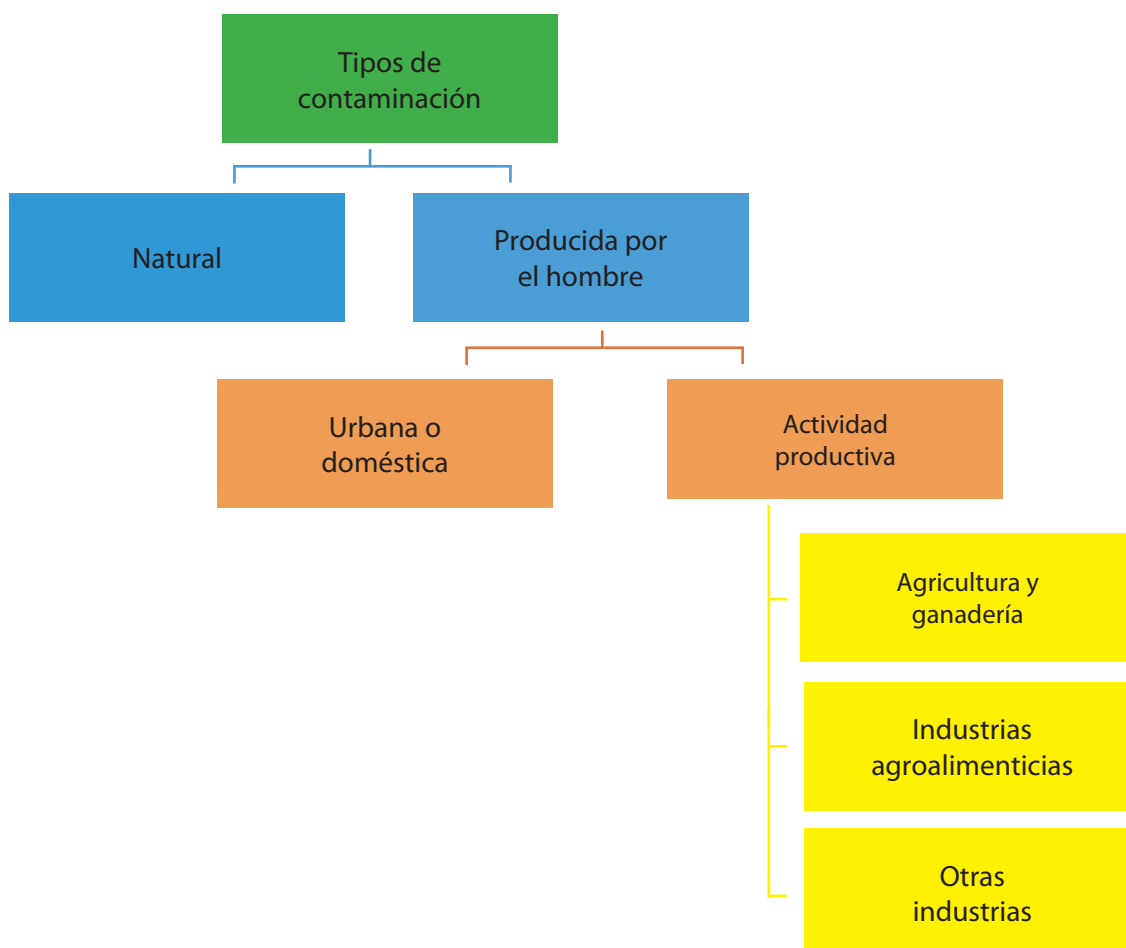 Tipos de
contaminación
Natural
Producida por
el hombre
Urbana o
doméstica
Actividad
productiva
Agricultura y
ganadería
Industrias
agroalimenticias
Otras
industrias